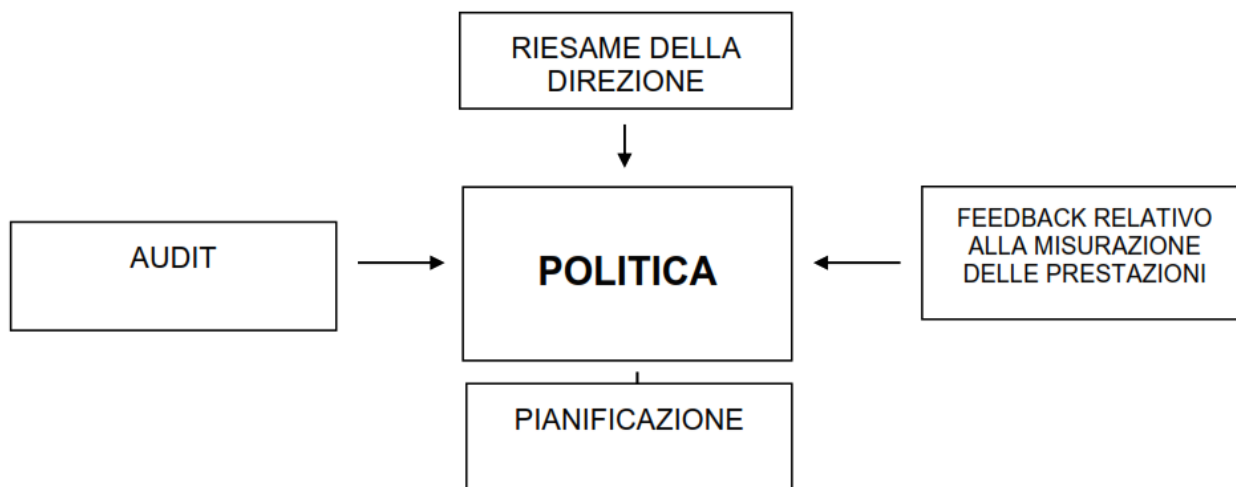 RIESAME DELLA
DIREZIONE
AUDIT
POLITICA
FEEDBACK RELATIVO
ALLA MISURAZIONE
DELLE PRESTAZIONI
PIANIFICAZIONE